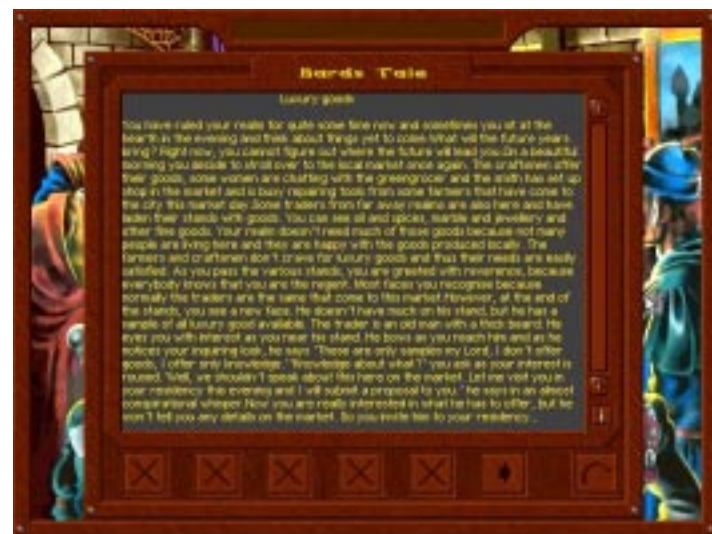 Bards Tale
Luxury goods
You have ruled your realm for quite some time now and sometimes you sit at the
hearth in the evening and think about things yet to come. What will the future years
bring? Right now, you cannot figure out where the future will lead you. On a beautiful
morning you decide to stroll over to the local market once again. The craftsmen offer
their goods, some women are chatting with the greengrocer and the smith has set up
shop in the market and is busy repairing tools from some farmers that have come to
the city this market day. Some traders from far away realms are also here and have
laden their stands with goods. You can see oil and spices, marble and jewellery and
other fine goods. Your realm doesn't need much of those goods because not many
people are living here and they are happy with the goods produced locally. The
farmers and craftsmen don't crave for luxury goods and thus their needs are easily
satisfied. As you pass the various stands, you are greeted with reverence, because
everybody knows that you are the regent. Most faces you recognise because
normally the traders are the same that come to this market. However, at the end of
the stands, you see a new face. He doesn't have much on his stand, but he has a
sample of all luxury good available. The trader is an old man with a thick beard. He
eyes you with interest as you near his stand. He bows as you reach him and as he
notices your inquiring look, he says "These are only samples my Lord, I don't offer
goods, I offer only knowledge. "Knowledge about what?" you ask as your interest is
roused. "Well, we shouldn't speak about this here on the market. Let me visit you in
your residency this evening and I will submit a proposal to you." he says in an almost
conspirational whisper. Now you are really interested in what he has to offer, but he
won't tell you any details on the market. So you invite him to your residency...